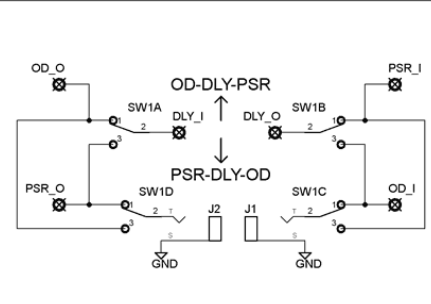 OD_O
PSR_I
OD-DLY-PSR
SW1A
DLY_I
DLY_O
SW1B
1
2
3
2
1
3
PSR-DLY-OD
PSR_O
SW1D
J2
J1
SW1C
OD_I
1
2
3
T
S
T
S
2
1
3
GND
GND